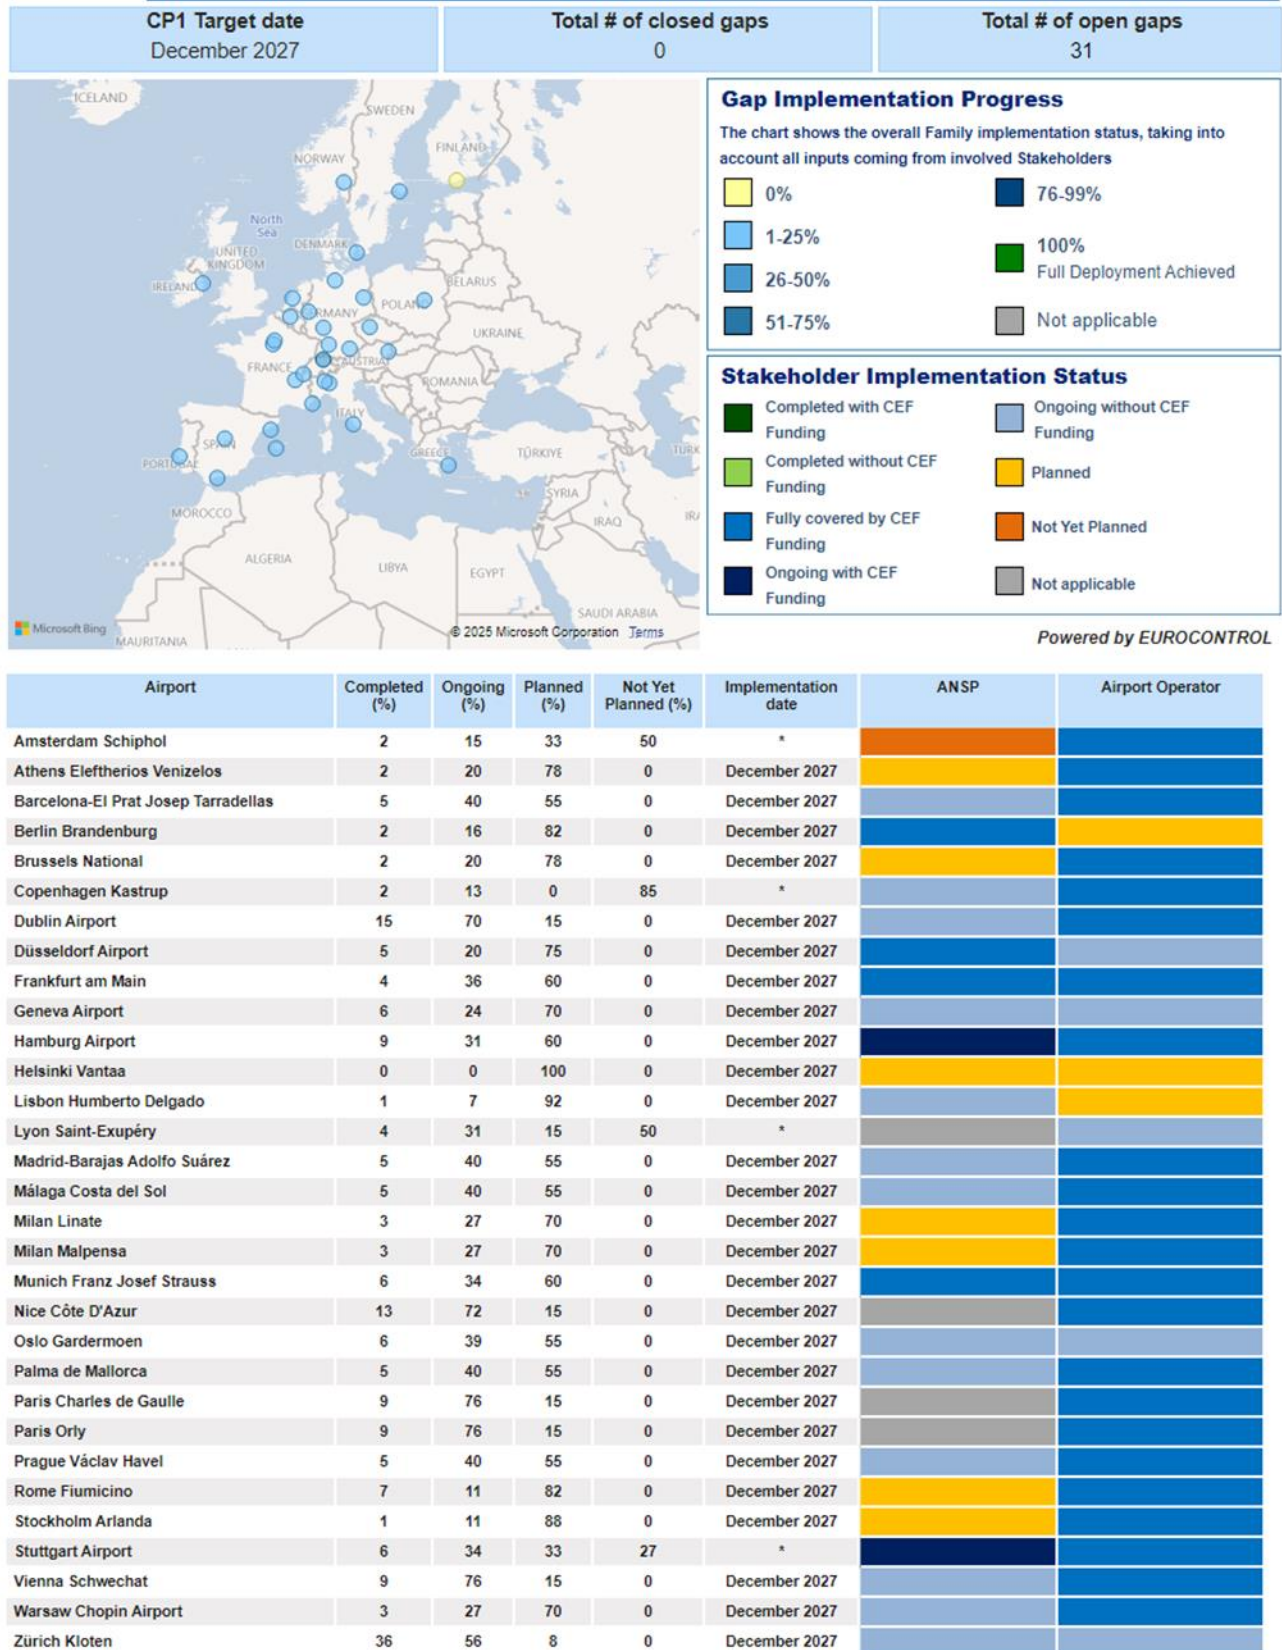 CP1 Target date
December 2027
Total # of closed gaps
0
Total # of open gaps
31
ICELAND
SWEDEN
FINLAND
NORWAY
North
Sea
DENMARK
UNITED
KINGDOM
IRELAND
BELARUS
POLAND
GERMANY
UKRAINE
FRANCE
AUSTRIA
ROMANIA
ITALY
SPAIN
PORTUGAL
GREECE
TÜRKIYE
TURK
SYRIA
MOROCCO
IRAQ
IRA
ALGERIA
LIBYA
EGYPT
SAUDI ARABIA
MAURITANIA
Microsoft Bing
© 2025 Microsoft Corporation Terms
Gap Implementation Progress
The chart shows the overall Family implementation status, taking into
account all inputs coming from involved Stakeholders
0%
76-99%
1-25%
100%
Full Deployment Achieved
26-50%
51-75%
Not applicable
Stakeholder Implementation Status
Completed with CEF
Funding
Ongoing without CEF
Funding
Completed without CEF
Funding
Planned
Fully covered by CEF
Funding
Not Yet Planned
Ongoing with CEF
Funding
Not applicable
Powered by EUROCONTROL
Airport Completed (%) Ongoing (%) Planned (%) Not Yet Planned (%) Implementation date ANSP Airport Operator
Amsterdam Schiphol 2 15 33 50 *
Athens Eleftherios Venizelos 2 20 78 0 December 2027
Barcelona-El Prat Josep Tarradellas 5 40 55 0 December 2027
Berlin Brandenburg 2 16 82 0 December 2027
Brussels National 2 20 78 0 December 2027
Copenhagen Kastrup 2 13 0 85 *
Dublin Airport 15 70 15 0 December 2027
Düsseldorf Airport 5 20 75 0 December 2027
Frankfurt am Main 4 36 60 0 December 2027
Geneva Airport 6 24 70 0 December 2027
Hamburg Airport 9 31 60 0 December 2027
Helsinki Vantaa 0 0 100 0 December 2027
Lisbon Humberto Delgado 1 7 92 0 December 2027
Lyon Saint-Exupéry 4 31 15 50 *
Madrid-Barajas Adolfo Suárez 5 40 55 0 December 2027
Málaga Costa del Sol 5 40 55 0 December 2027
Milan Linate 3 27 70 0 December 2027
Milan Malpensa 3 27 70 0 December 2027
Munich Franz Josef Strauss 6 34 60 0 December 2027
Nice Côte D'Azur 13 72 15 0 December 2027
Oslo Gardermoen 6 39 55 0 December 2027
Palma de Mallorca 5 40 55 0 December 2027
Paris Charles de Gaulle 9 76 15 0 December 2027
Paris Orly 9 76 15 0 December 2027
Prague Václav Havel 5 40 55 0 December 2027
Rome Fiumicino 7 11 82 0 December 2027
Stockholm Arlanda 1 11 88 0 December 2027
Stuttgart Airport 6 34 33 27 *
Vienna Schwechat 9 76 15 0 December 2027
Warsaw Chopin Airport 3 27 70 0 December 2027
Zürich Kloten 36 56 8 0 December 2027